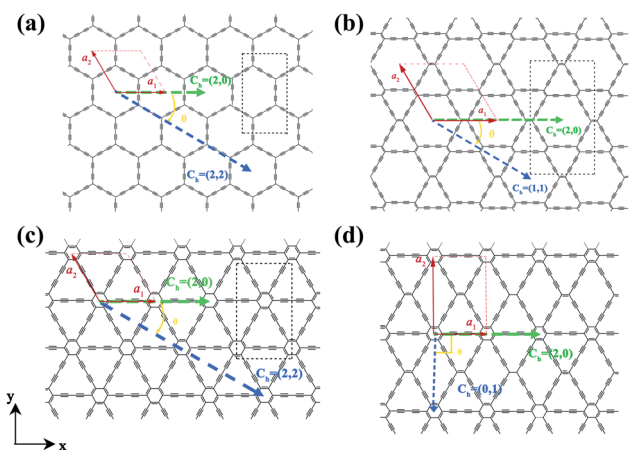 (a)
a₂
a₁
Cₕ=(2,0)
θ
Cₕ=(2,2)
(b)
a₂
a₁
Cₕ=(2,0)
θ
Cₕ=(1,1)
(c)
a₂
a₁
Cₕ=(2,0)
θ
Cₕ=(2,2)
(d)
a₂
a₁
θ
Cₕ=(2,0)
Cₕ=(0,1)
y
x